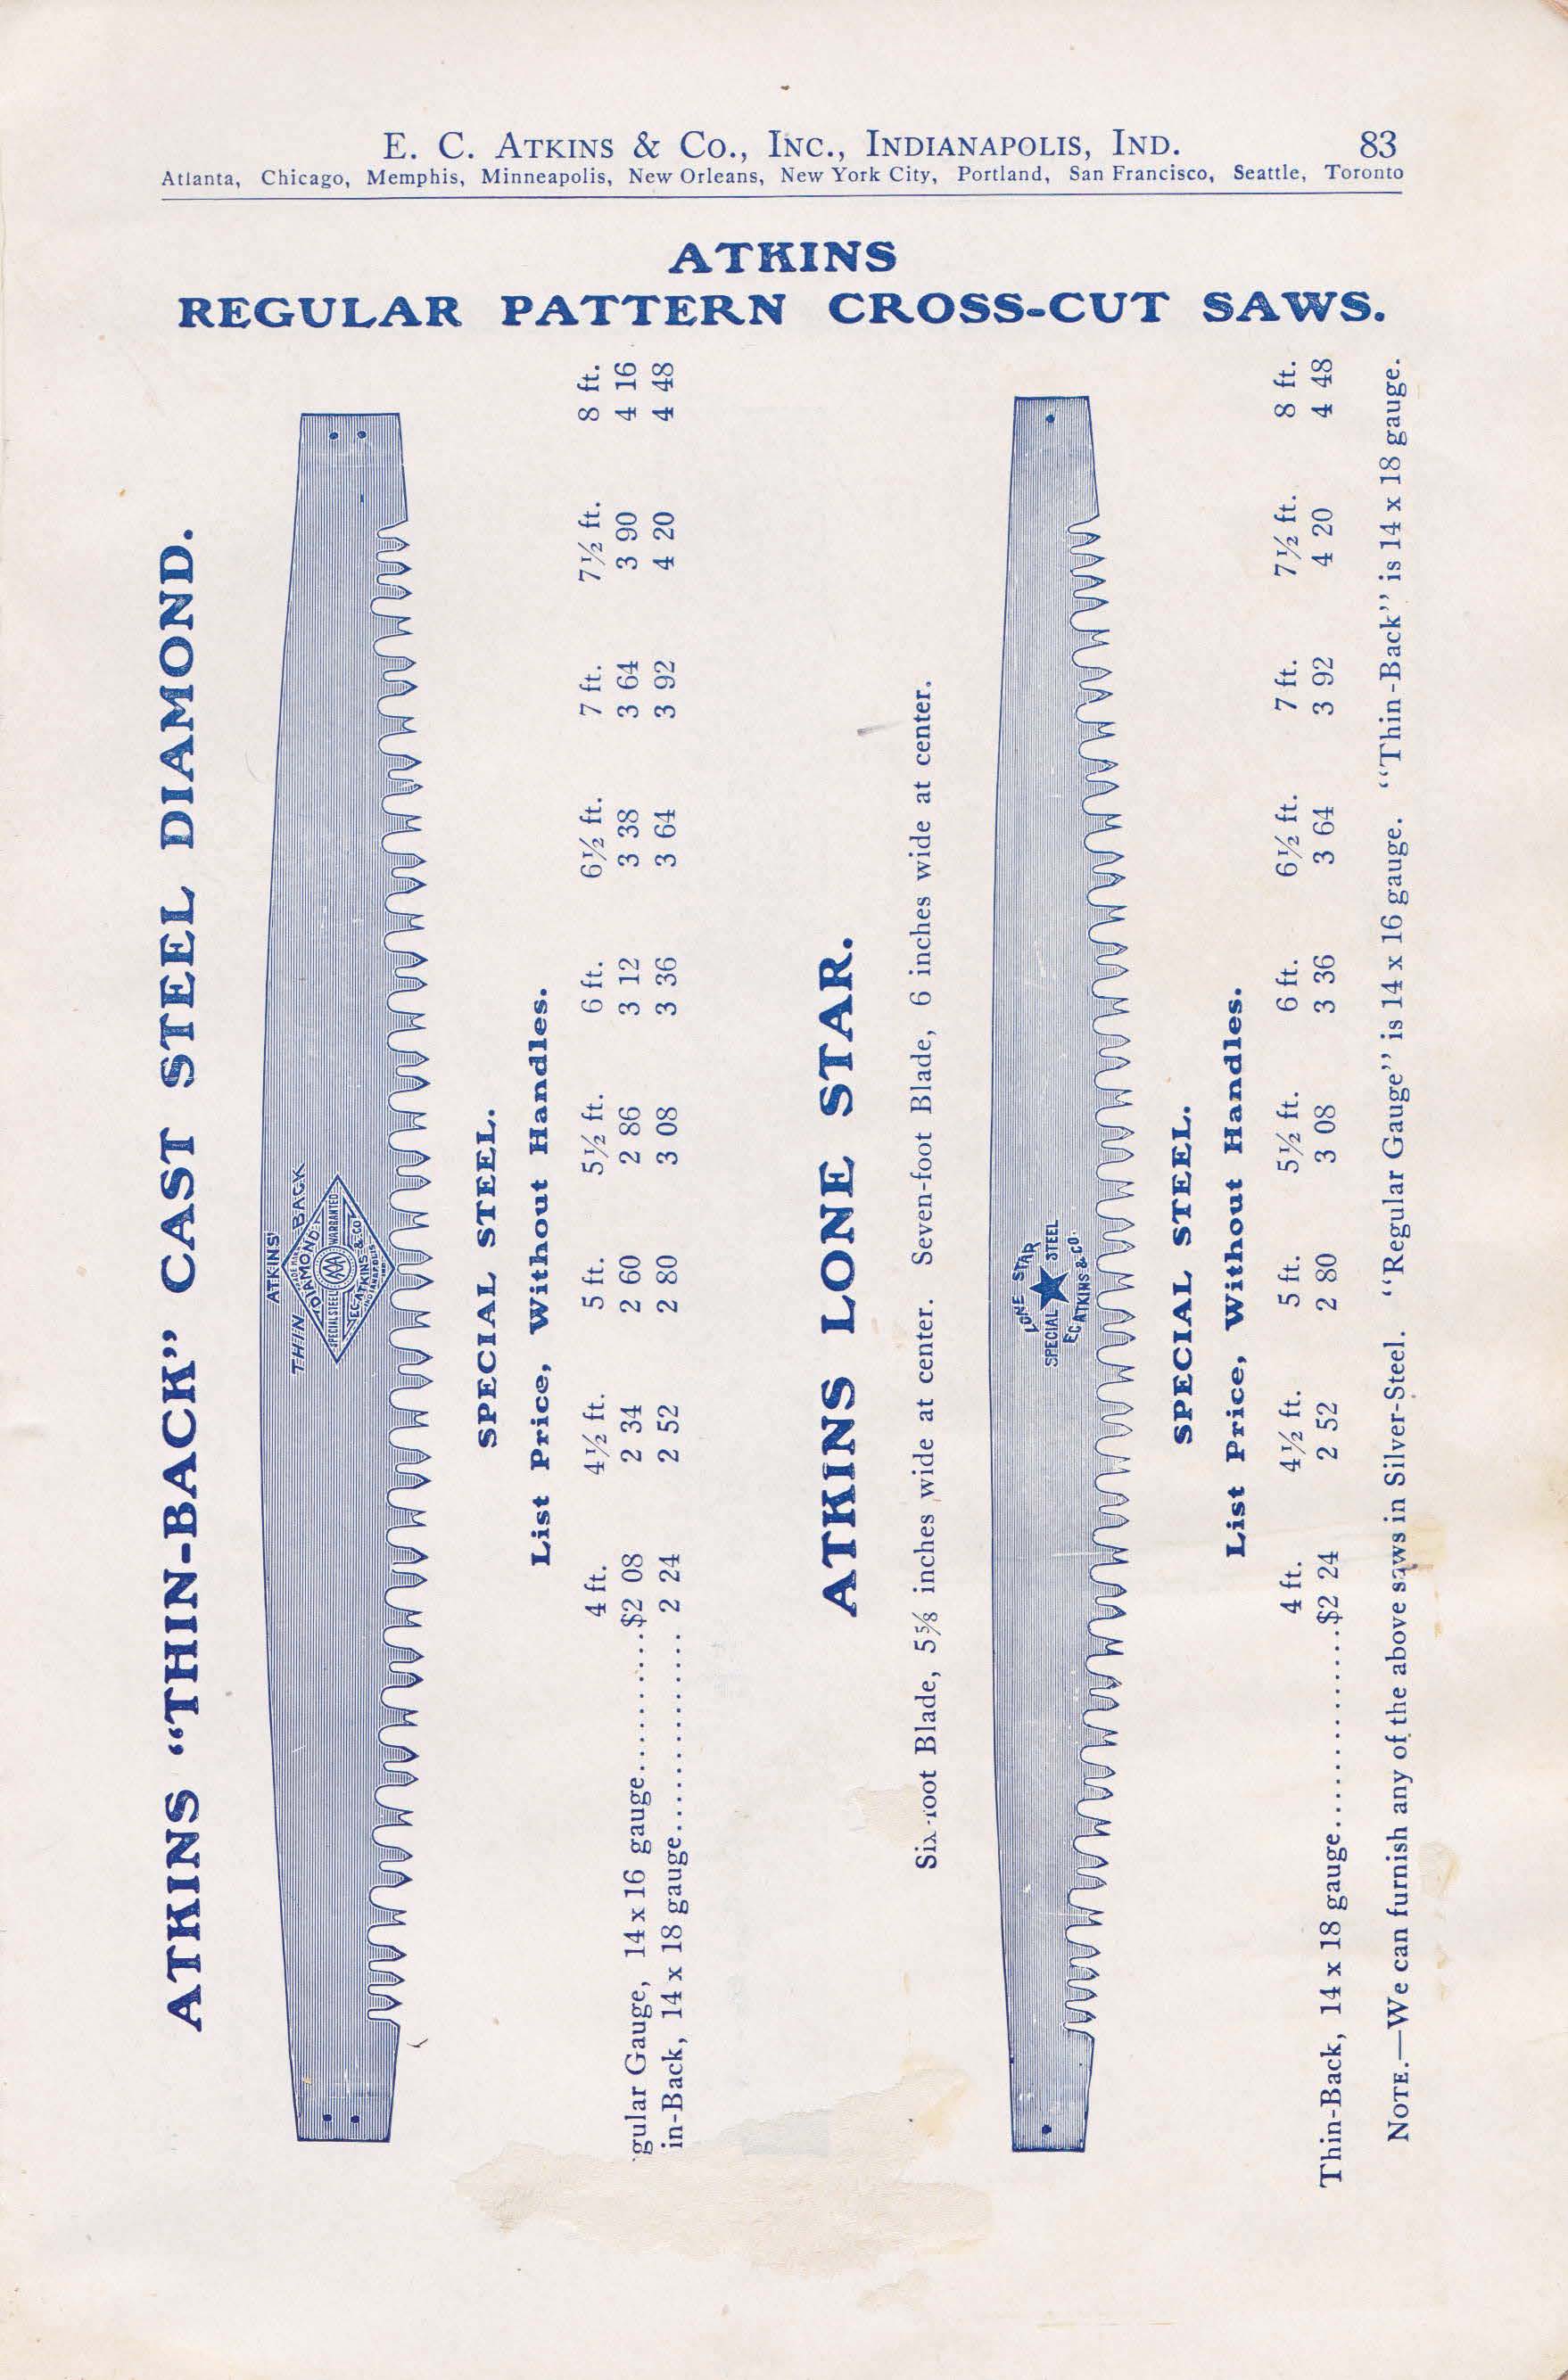 E. C. ATKINS & CO., INC., INDIANAPOLIS, IND. 83
Atlanta, Chicago, Memphis, Minneapolis, New Orleans, New York City, Portland, San Francisco, Seattle, Toronto
ATKINS
REGULAR PATTERN CROSS-CUT SAWS.
ATKINS “THIN-BACK” CAST STEEL DIAMOND.
ATKINS'
THIN BACK
DIAMOND
SPECIAL STEEL AAA WARRANTED
E.C. ATKINS & CO
INDIANAPOLIS
IND.
SPECIAL STEEL.
List Price, Without Handles.
4 ft. 4½ ft. 5 ft. 5½ ft. 6 ft. 6½ ft. 7 ft. 7½ ft. 8 ft.
gular Gauge, 14 x 16 gauge..........$2 08 2 34 2 60 2 86 3 12 3 38 3 64 3 90 4 16
in-Back, 14 x 18 gauge.............. 2 24 2 52 2 80 3 08 3 36 3 64 3 92 4 20 4 48
ATKINS LONE STAR.
Six-foot Blade, 5⅝ inches wide at center. Seven-foot Blade, 6 inches wide at center.
LONE STAR
SPECIAL STEEL
E.C. ATKINS & CO.
SPECIAL STEEL.
List Price, Without Handles.
4 ft. 4½ ft. 5 ft. 5½ ft. 6 ft. 6½ ft. 7 ft. 7½ ft. 8 ft.
Thin-Back, 14 x 18 gauge..............$2 24 2 52 2 80 3 08 3 36 3 64 3 92 4 20 4 48
NOTE.—We can furnish any of the above saws in Silver-Steel. “Regular Gauge” is 14 x 16 gauge. “Thin-Back” is 14 x 18 gauge.